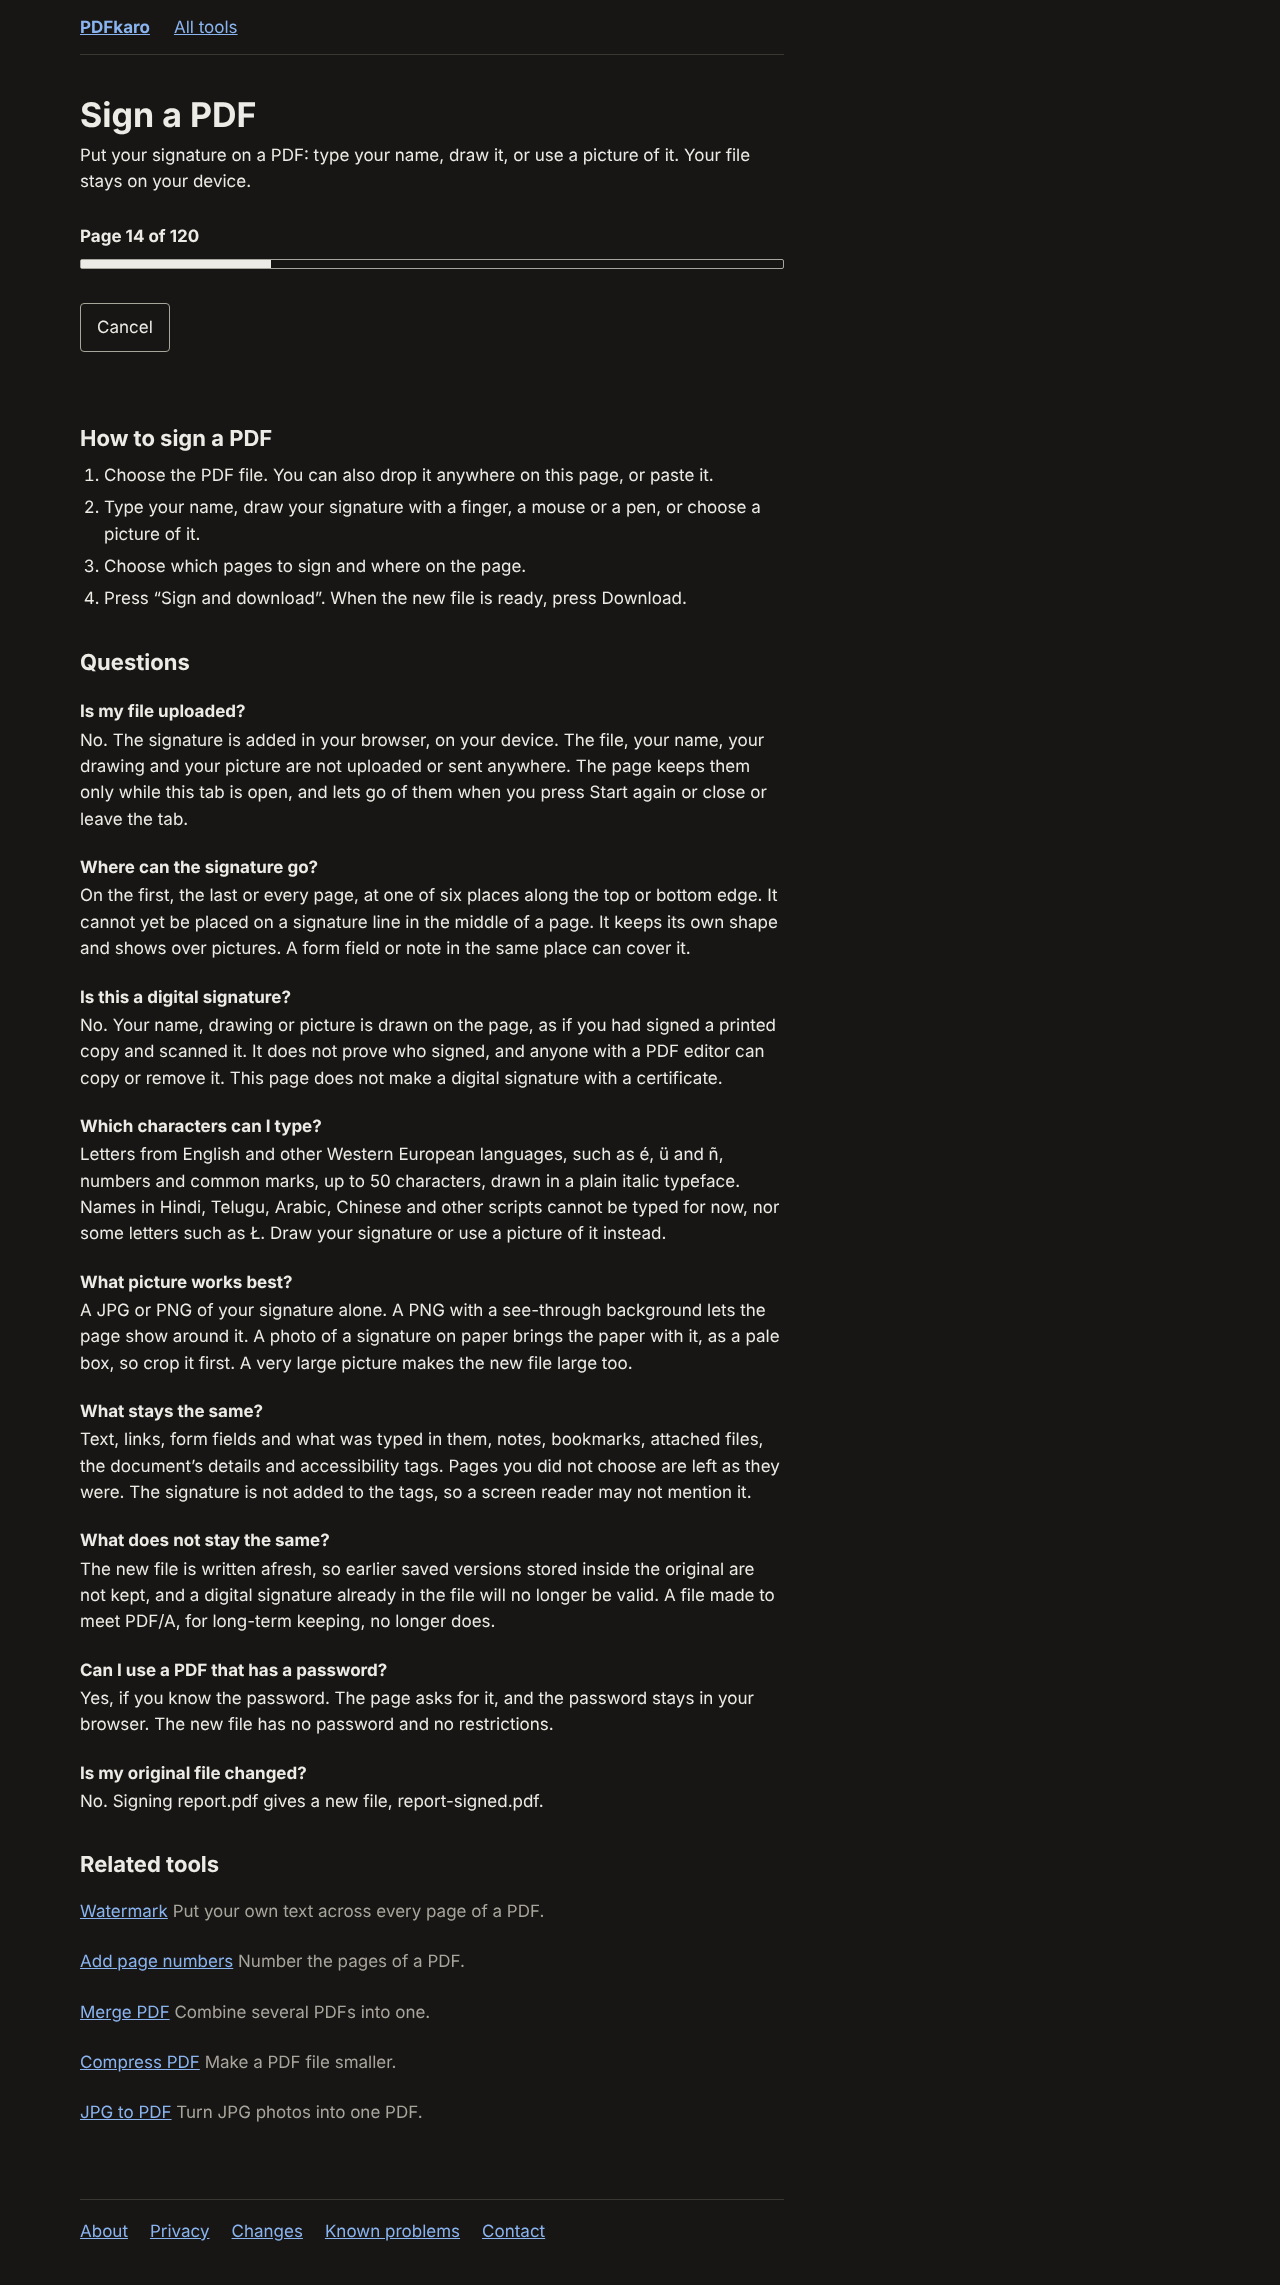 PDFkaro All tools
Sign a PDF
Put your signature on a PDF: type your name, draw it, or use a picture of it. Your file
stays on your device.
Page 14 of 120
Cancel
How to sign a PDF
1. Choose the PDF file. You can also drop it anywhere on this page, or paste it.
2. Type your name, draw your signature with a finger, a mouse or a pen, or choose a
picture of it.
3. Choose which pages to sign and where on the page.
4. Press “Sign and download”. When the new file is ready, press Download.
Questions
Is my file uploaded?
No. The signature is added in your browser, on your device. The file, your name, your
drawing and your picture are not uploaded or sent anywhere. The page keeps them
only while this tab is open, and lets go of them when you press Start again or close or
leave the tab.
Where can the signature go?
On the first, the last or every page, at one of six places along the top or bottom edge. It
cannot yet be placed on a signature line in the middle of a page. It keeps its own shape
and shows over pictures. A form field or note in the same place can cover it.
Is this a digital signature?
No. Your name, drawing or picture is drawn on the page, as if you had signed a printed
copy and scanned it. It does not prove who signed, and anyone with a PDF editor can
copy or remove it. This page does not make a digital signature with a certificate.
Which characters can I type?
Letters from English and other Western European languages, such as é, ü and ñ,
numbers and common marks, up to 50 characters, drawn in a plain italic typeface.
Names in Hindi, Telugu, Arabic, Chinese and other scripts cannot be typed for now, nor
some letters such as Ł. Draw your signature or use a picture of it instead.
What picture works best?
A JPG or PNG of your signature alone. A PNG with a see-through background lets the
page show around it. A photo of a signature on paper brings the paper with it, as a pale
box, so crop it first. A very large picture makes the new file large too.
What stays the same?
Text, links, form fields and what was typed in them, notes, bookmarks, attached files,
the document’s details and accessibility tags. Pages you did not choose are left as they
were. The signature is not added to the tags, so a screen reader may not mention it.
What does not stay the same?
The new file is written afresh, so earlier saved versions stored inside the original are
not kept, and a digital signature already in the file will no longer be valid. A file made to
meet PDF/A, for long-term keeping, no longer does.
Can I use a PDF that has a password?
Yes, if you know the password. The page asks for it, and the password stays in your
browser. The new file has no password and no restrictions.
Is my original file changed?
No. Signing report.pdf gives a new file, report-signed.pdf.
Related tools
Watermark Put your own text across every page of a PDF.
Add page numbers Number the pages of a PDF.
Merge PDF Combine several PDFs into one.
Compress PDF Make a PDF file smaller.
JPG to PDF Turn JPG photos into one PDF.
About Privacy Changes Known problems Contact